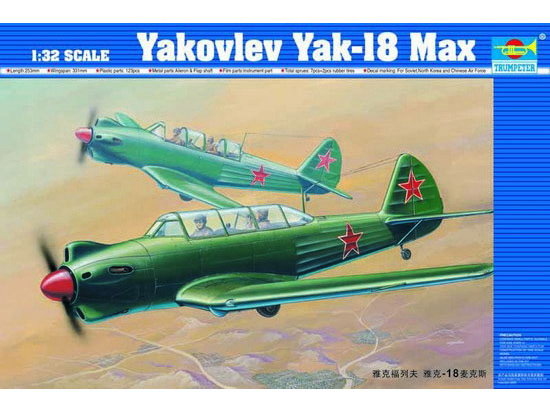 Yakovlev Yak-18 Max
1:32 SCALE
TRUMPETER
Length 253mm Wingspan 331mm Plastic parts: 123pcs Metal parts Aileron & Flap shaft Film parts instrument part Total sprues: 7pcs+2pcs rubber tires Decal marking: For Soviet,North Korea and Chinese Air Force
雅克福列夫 雅克-18麦克斯
PRECAUTION